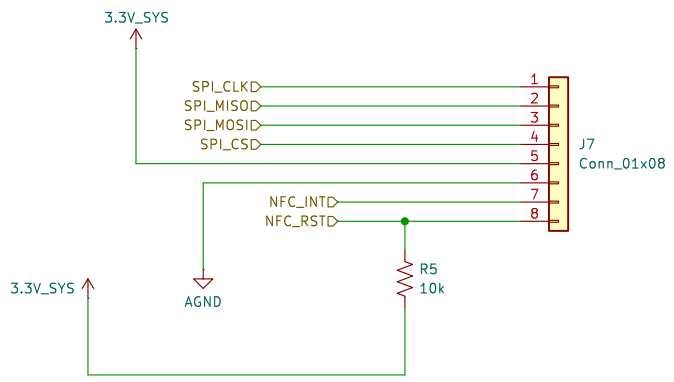 3.3V_SYS
SPI_CLK
1
SPI_MISO
2
SPI_MOSI
3
SPI_CS
4
J7
5
Conn_01x08
6
NFC_INT
7
NFC_RST
8
R5
3.3V_SYS
10k
AGND